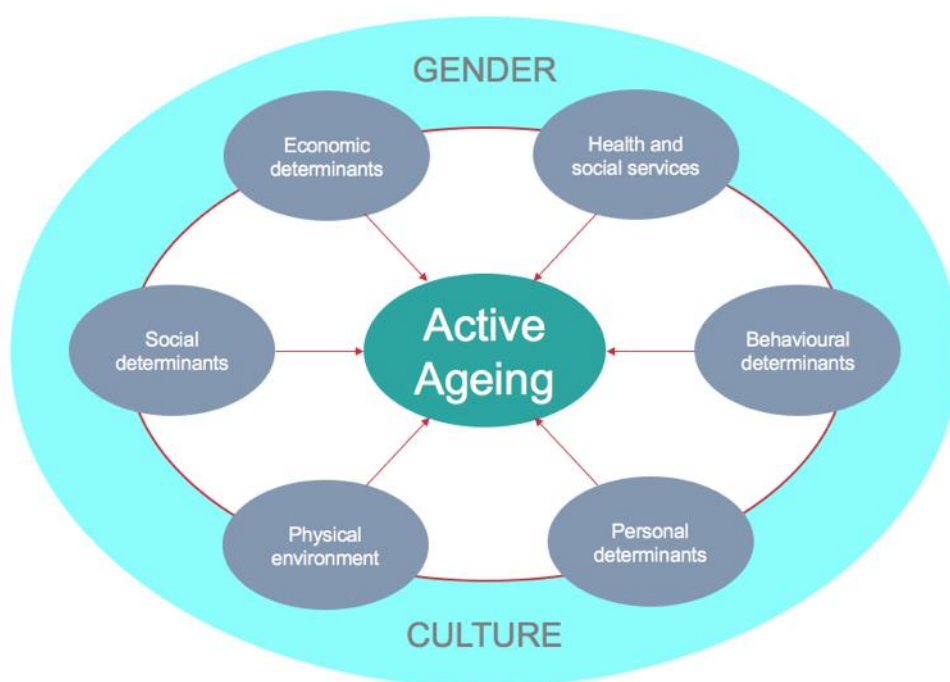 GENDER
Economic
determinants
Health and
social services
Social
determinants
Active
Ageing
Behavioural
determinants
Physical
environment
Personal
determinants
CULTURE